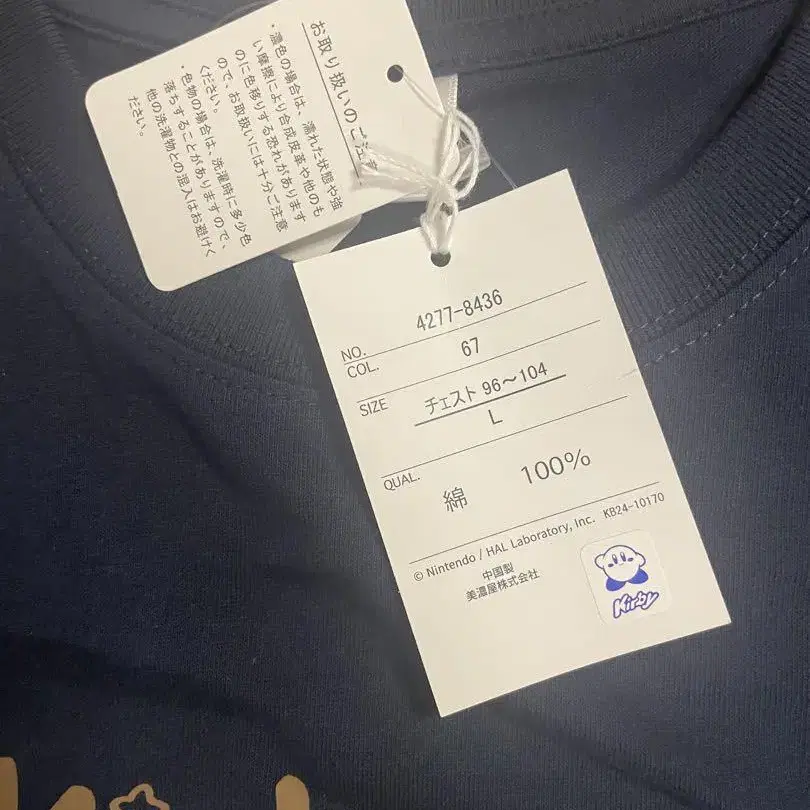 お取り扱いのご注意
・濃色の場合は、濡れた状態や強
い摩擦により合成皮革や他のも
のに色移りする恐れがあります
ので、お取扱いには十分ご注意
ください。
・色物の場合は、洗濯時に多少色
落ちすることがありますので、
他の洗濯物との混入はお避けく
ださい。
NO. 4277-8436
COL. 67
SIZE チェスト 96～104
L
QUAL.
綿 100%
© Nintendo / HAL Laboratory, Inc. KB24-10170
中国製
美濃屋株式会社
Kirby